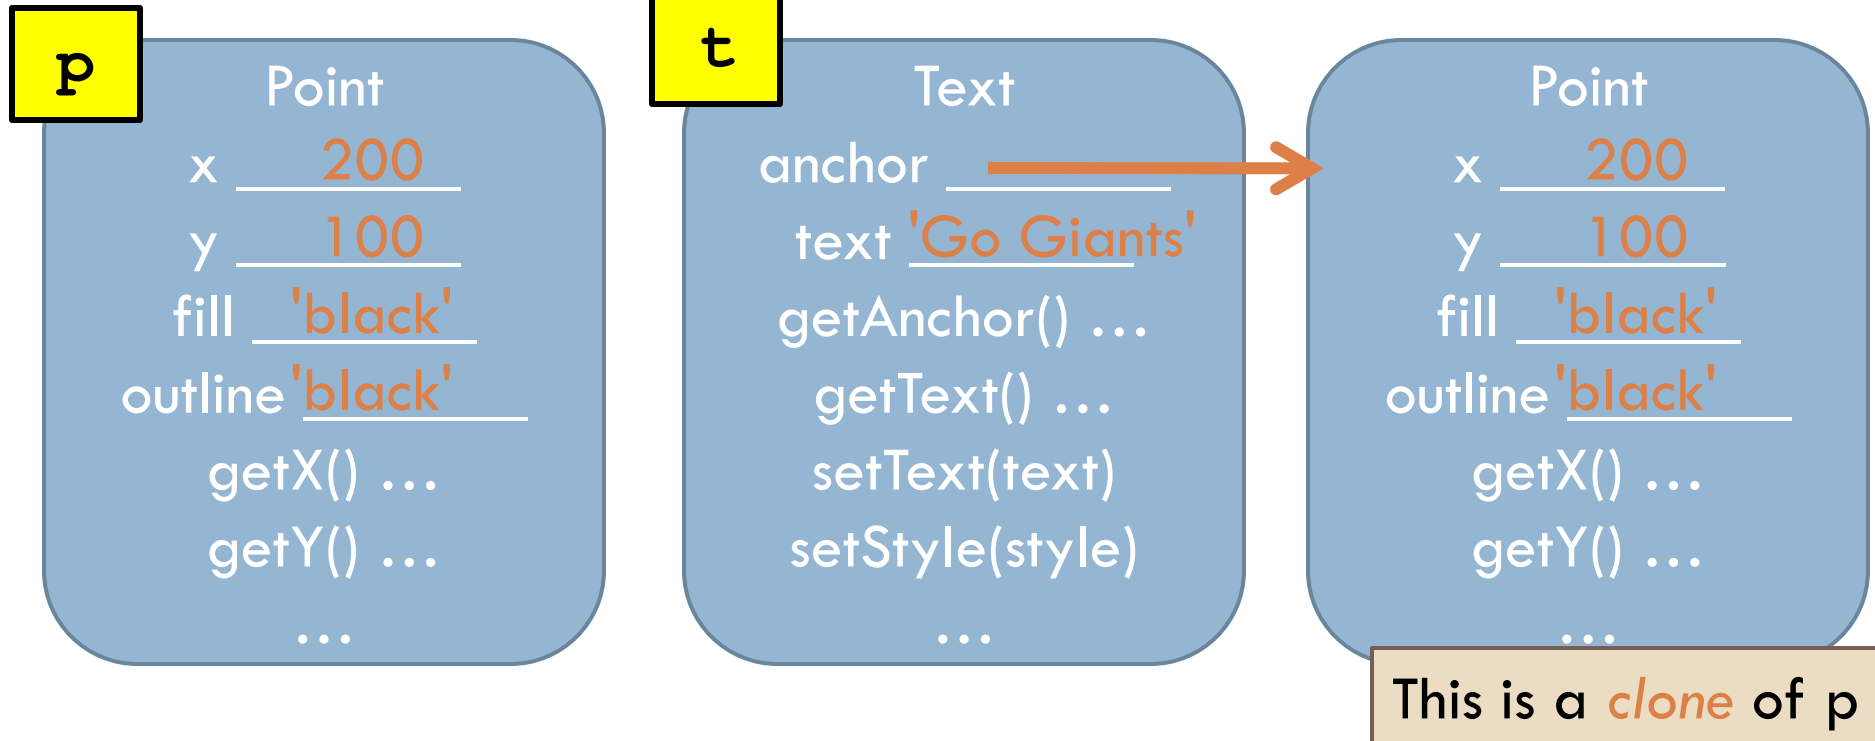 p
Point
x 200
y 100
fill 'black'
outline 'black'
getX() ...
getY() ...
...
t
Text
anchor
text 'Go Giants'
getAnchor() ...
getText() ...
setText(text)
setStyle(style)
...
Point
x 200
y 100
fill 'black'
outline 'black'
getX() ...
getY() ...
...
This is a clone of p